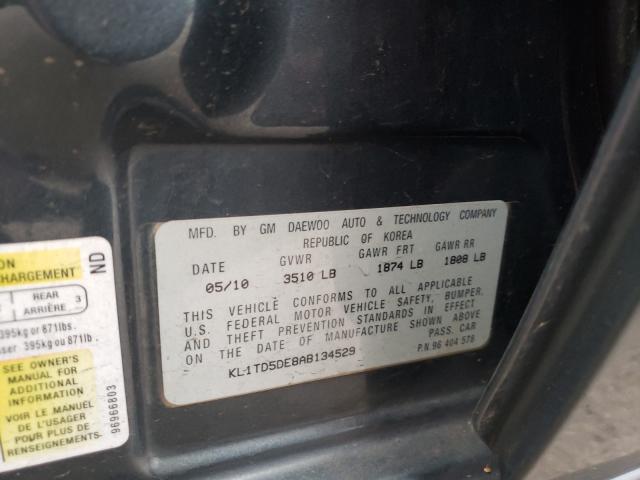 MFD. BY GM DAEWOO AUTO & TECHNOLOGY COMPANY
REPUBLIC OF KOREA
DATE GVWR GAWR FRT GAWR RR
05/10 3510 LB 1874 LB 1808 LB
THIS VEHICLE CONFORMS TO ALL APPLICABLE
U.S. FEDERAL MOTOR VEHICLE SAFETY, BUMPER,
AND THEFT PREVENTION STANDARDS IN EFFECT
ON THE DATE OF MANUFACTURE SHOWN ABOVE
PASS. CAR
KL1TD5DE8AB134529
P.N 96 404 578
ON
CHARGEMENT
ND
REAR
ARRIÈRE 3
395kg or 871lbs.
ser 395kg ou 871lb.
SEE OWNER'S
MANUAL FOR
AND
VOIR LE MANUEL
DE L'USAGER
POUR PLUS DE
RENSEIGNEMENTS.
96966803